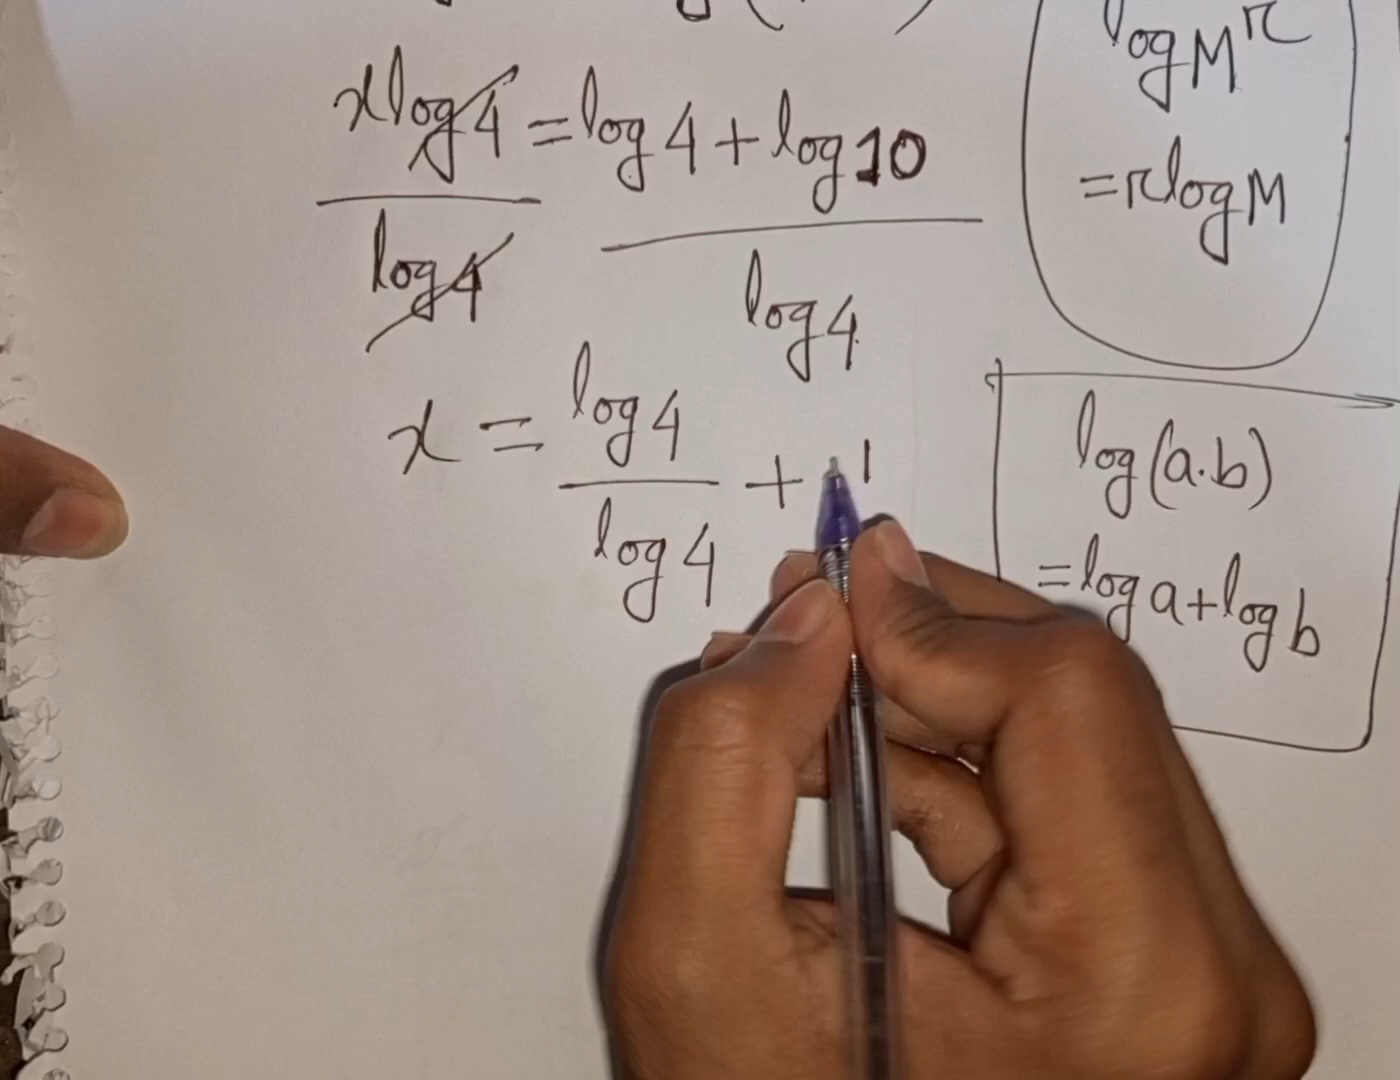 x log 4 = log 4 + log 10
log 4
log 4
x = log 4 +
log 4
log M^r
= r log M
log (a.b)
= log a + log b